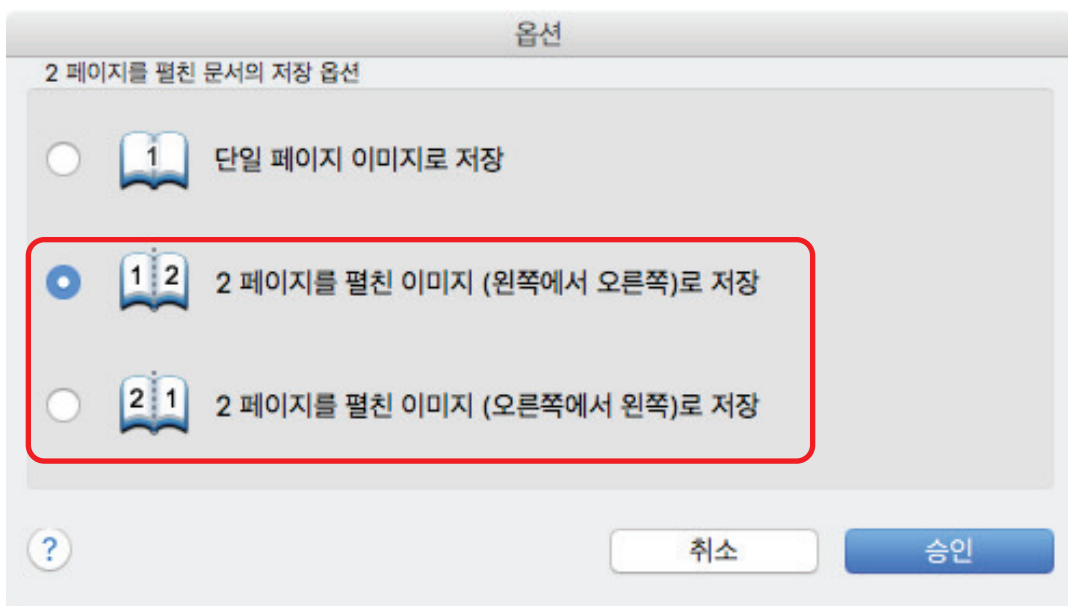 옵션
2 페이지를 펼친 문서의 저장 옵션
1 단일 페이지 이미지로 저장
1 2 2 페이지를 펼친 이미지 (왼쪽에서 오른쪽)로 저장
2 1 2 페이지를 펼친 이미지 (오른쪽에서 왼쪽)로 저장
? 취소 승인